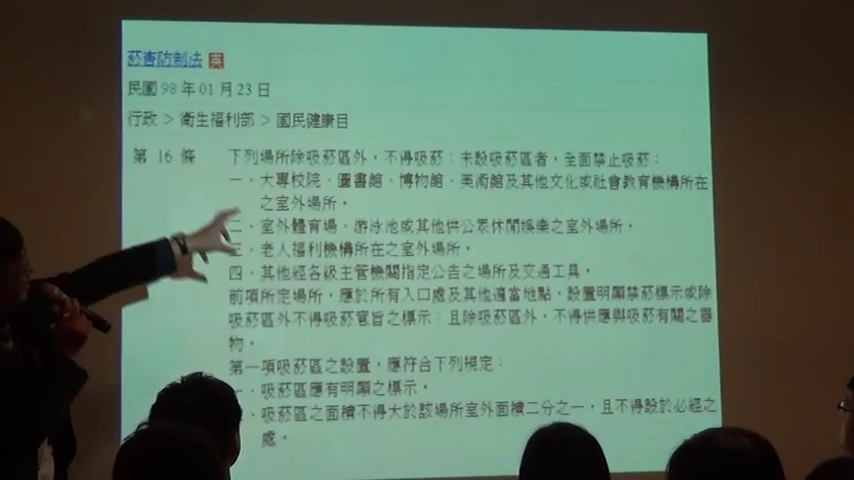 菸害防制法 英
民國 98 年 01 月 23 日
行政 > 衛生福利部 > 國民健康目
第 16 條 下列場所除吸菸區外，不得吸菸；未設吸菸區者，全面禁止吸菸：
一、大專校院、圖書館、博物館、美術館及其他文化或社會教育機構所在
之室外場所。
二、室外體育場、游泳池或其他供公眾休閒娛樂之室外場所。
三、老人福利機構所在之室外場所。
四、其他經各級主管機關指定公告之場所及交通工具。
前項所定場所，應於所有入口處及其他適當地點，設置明顯禁菸標示或除
吸菸區外不得吸菸意旨之標示；且除吸菸區外，不得供應與吸菸有關之器
物。
第一項吸菸區之設置，應符合下列規定：
一、吸菸區應有明顯之標示。
、吸菸區之面積不得大於該場所室外面積二分之一，且不得設於必經之
處。